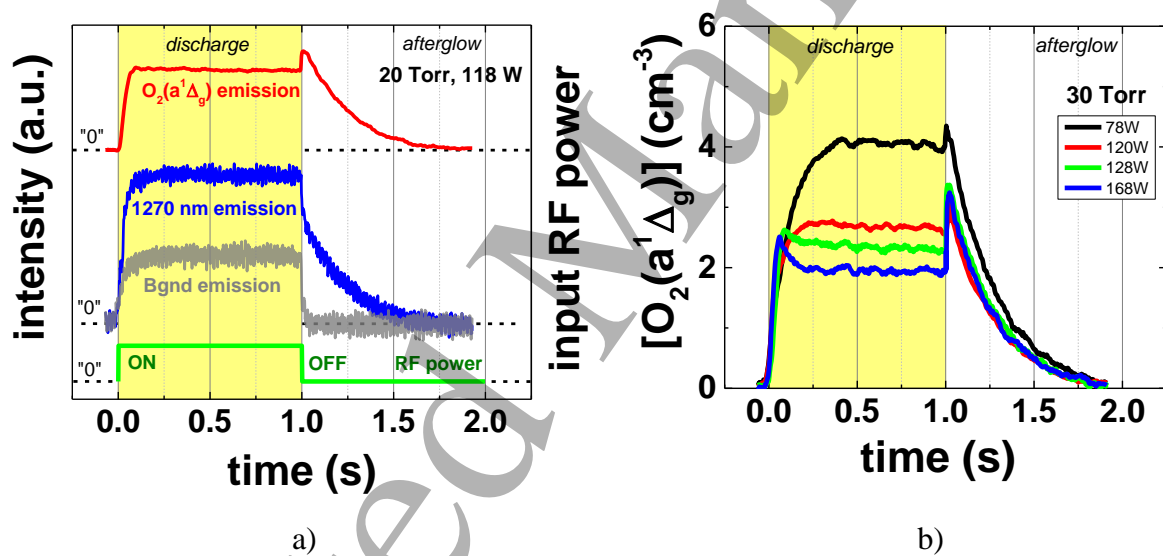 discharge
afterglow
20 Torr, 118 W
O₂(a¹Δg) emission
"0"
1270 nm emission
Bgnd emission
"0"
ON
OFF
RF power
"0"
intensity (a.u.)
0.0 0.5 1.0 1.5 2.0
time (s)
a)
input RF power
[O₂(a¹Δg)] (cm⁻³)
6
4
2
0
discharge
afterglow
30 Torr
78W
120W
128W
168W
0.0 0.5 1.0 1.5 2.0
time (s)
b)